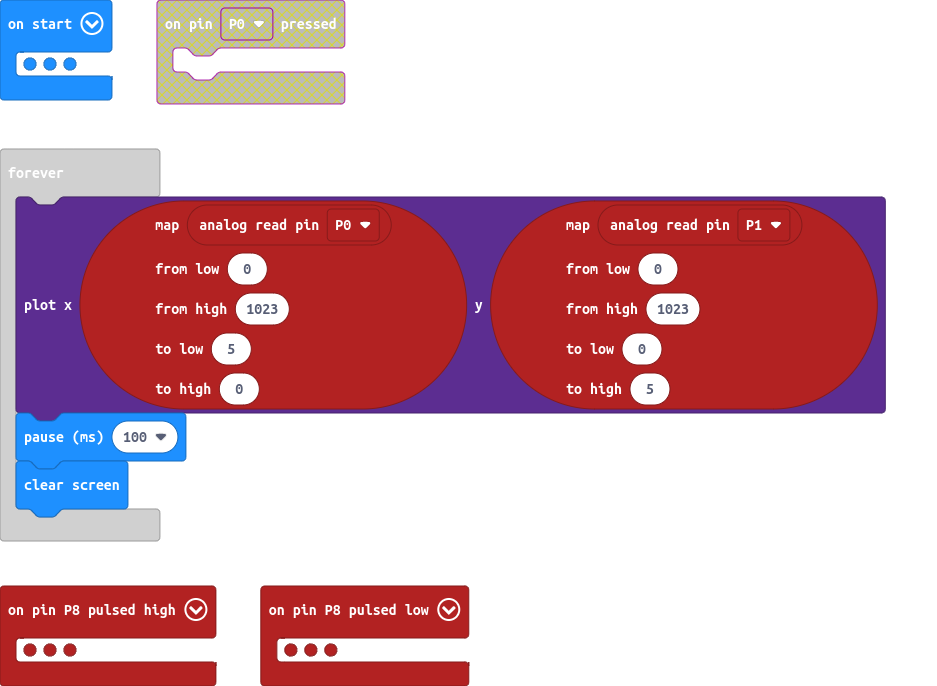 on start
on pin P0 pressed
forever
map analog read pin P0
from low 0
from high 1023
to low 5
to high 0
plot x
y
map analog read pin P1
from low 0
from high 1023
to low 0
to high 5
pause (ms) 100
clear screen
on pin P8 pulsed high
on pin P8 pulsed low